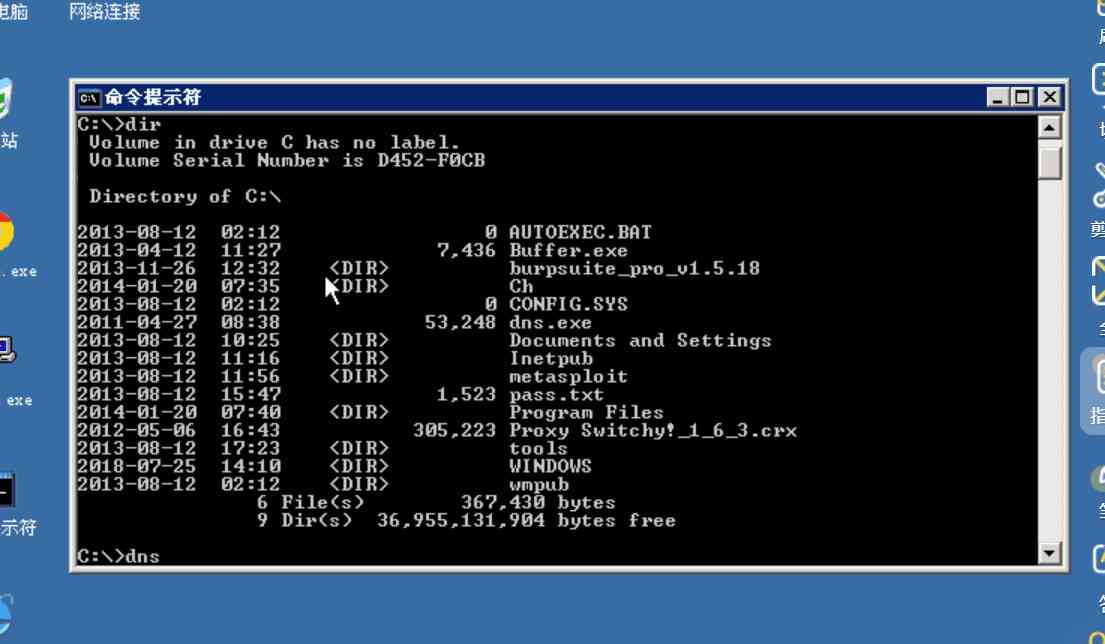 电脑
网络连接
站
.exe
exe
示符
命令提示符
C:\>dir
Volume in drive C has no label.
Volume Serial Number is D452-F0CB
Directory of C:\
2013-08-12 02:12 0 AUTOEXEC.BAT
2013-04-12 11:27 7,436 Buffer.exe
2013-11-26 12:32 <DIR> burpsuite_pro_v1.5.18
2014-01-20 07:35 <DIR> Ch
2013-08-12 02:12 0 CONFIG.SYS
2011-04-27 08:38 53,248 dns.exe
2013-08-12 10:25 <DIR> Documents and Settings
2013-08-12 11:16 <DIR> Inetpub
2013-08-12 11:56 <DIR> metasploit
2013-08-12 15:47 1,523 pass.txt
2014-01-20 07:40 <DIR> Program Files
2012-05-06 16:43 305,223 Proxy Switchy!_1_6_3.crx
2013-08-12 17:23 <DIR> tools
2018-07-25 14:10 <DIR> WINDOWS
2013-08-12 02:12 <DIR> wmpub
6 File(s) 367,430 bytes
9 Dir(s) 36,955,131,904 bytes free
C:\>dns
剪
指